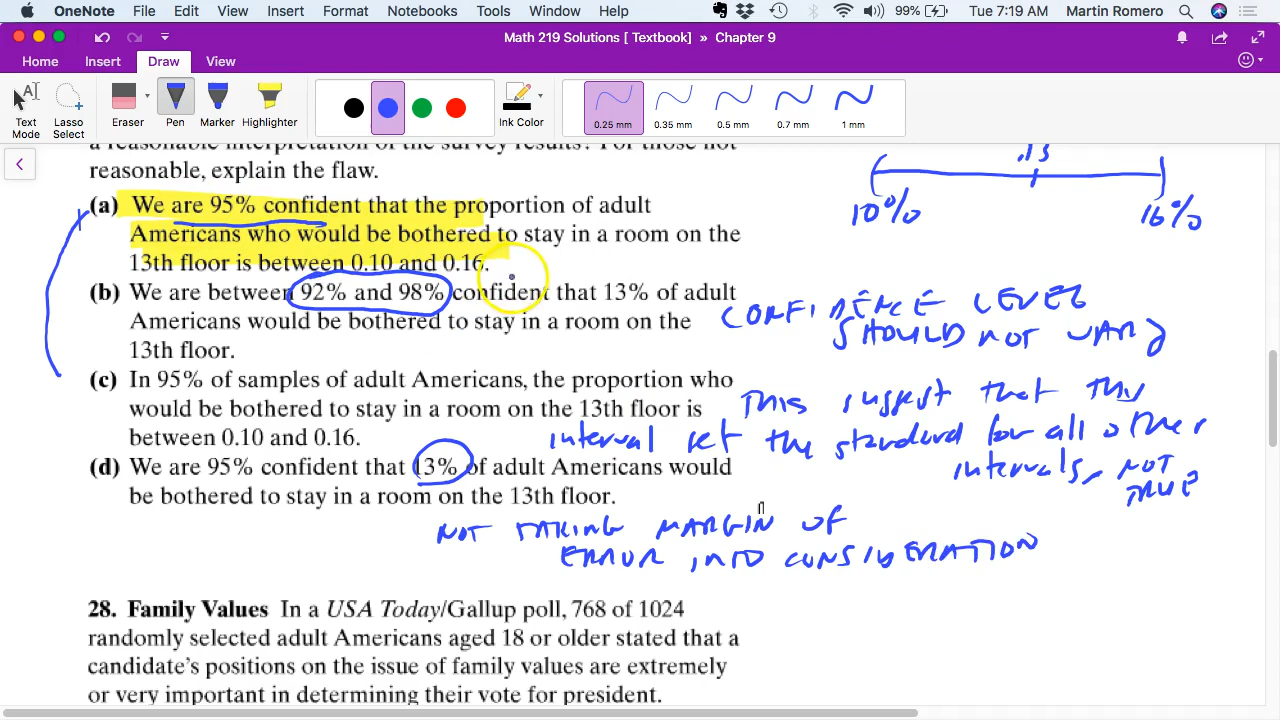 OneNote File Edit View Insert Format Notebooks Tools Window Help 99% Tue 7:19 AM Martin Romero
Math 219 Solutions [ Textbook] » Chapter 9
Home Insert Draw View
A
Text Mode
Lasso Select
Eraser
Pen
Marker
Highlighter
Ink Color
0.25 mm
0.35 mm
0.5 mm
0.7 mm
1 mm
a reasonable interpretation of the survey results? For those not
reasonable, explain the flaw.
(a) We are 95% confident that the proportion of adult
Americans who would be bothered to stay in a room on the
13th floor is between 0.10 and 0.16.
(b) We are between 92% and 98% confident that 13% of adult
Americans would be bothered to stay in a room on the
13th floor.
(c) In 95% of samples of adult Americans, the proportion who
would be bothered to stay in a room on the 13th floor is
between 0.10 and 0.16.
(d) We are 95% confident that 13% of adult Americans would
be bothered to stay in a room on the 13th floor.
.13
10% 16%
CONFIDENCE LEVEL
SHOULD NOT VARY
This suggest that this
interval set the standard for all other
intervals, NOT
TRUE
NOT TAKING MARGIN OF
ERROR INTO CONSIDERATION
28. Family Values In a USA Today/Gallup poll, 768 of 1024
randomly selected adult Americans aged 18 or older stated that a
candidate's positions on the issue of family values are extremely
or very important in determining their vote for president.